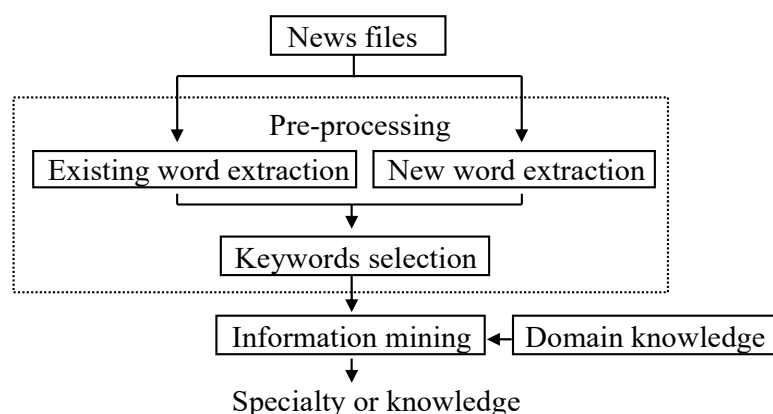 News files
Pre-processing
Existing word extraction
New word extraction
Keywords selection
Information mining
Domain knowledge
Specialty or knowledge